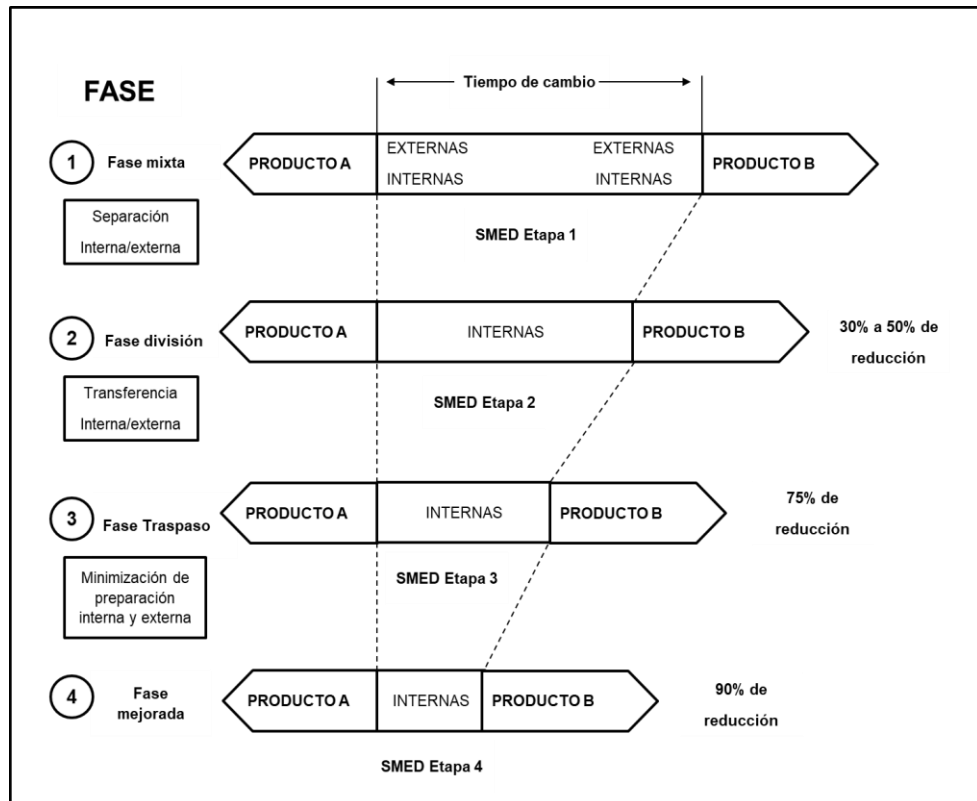 FASE
Tiempo de cambio
1
Fase mixta
PRODUCTO A
EXTERNAS
INTERNAS
EXTERNAS
INTERNAS
PRODUCTO B
Separación
Interna/externa
SMED Etapa 1
2
Fase división
PRODUCTO A
INTERNAS
PRODUCTO B
30% a 50% de
reducción
Transferencia
Interna/externa
SMED Etapa 2
3
Fase Traspaso
PRODUCTO A
INTERNAS
PRODUCTO B
75% de
reducción
Minimización de
preparación
interna y externa
SMED Etapa 3
4
Fase
mejorada
PRODUCTO A
INTERNAS
PRODUCTO B
90% de
reducción
SMED Etapa 4